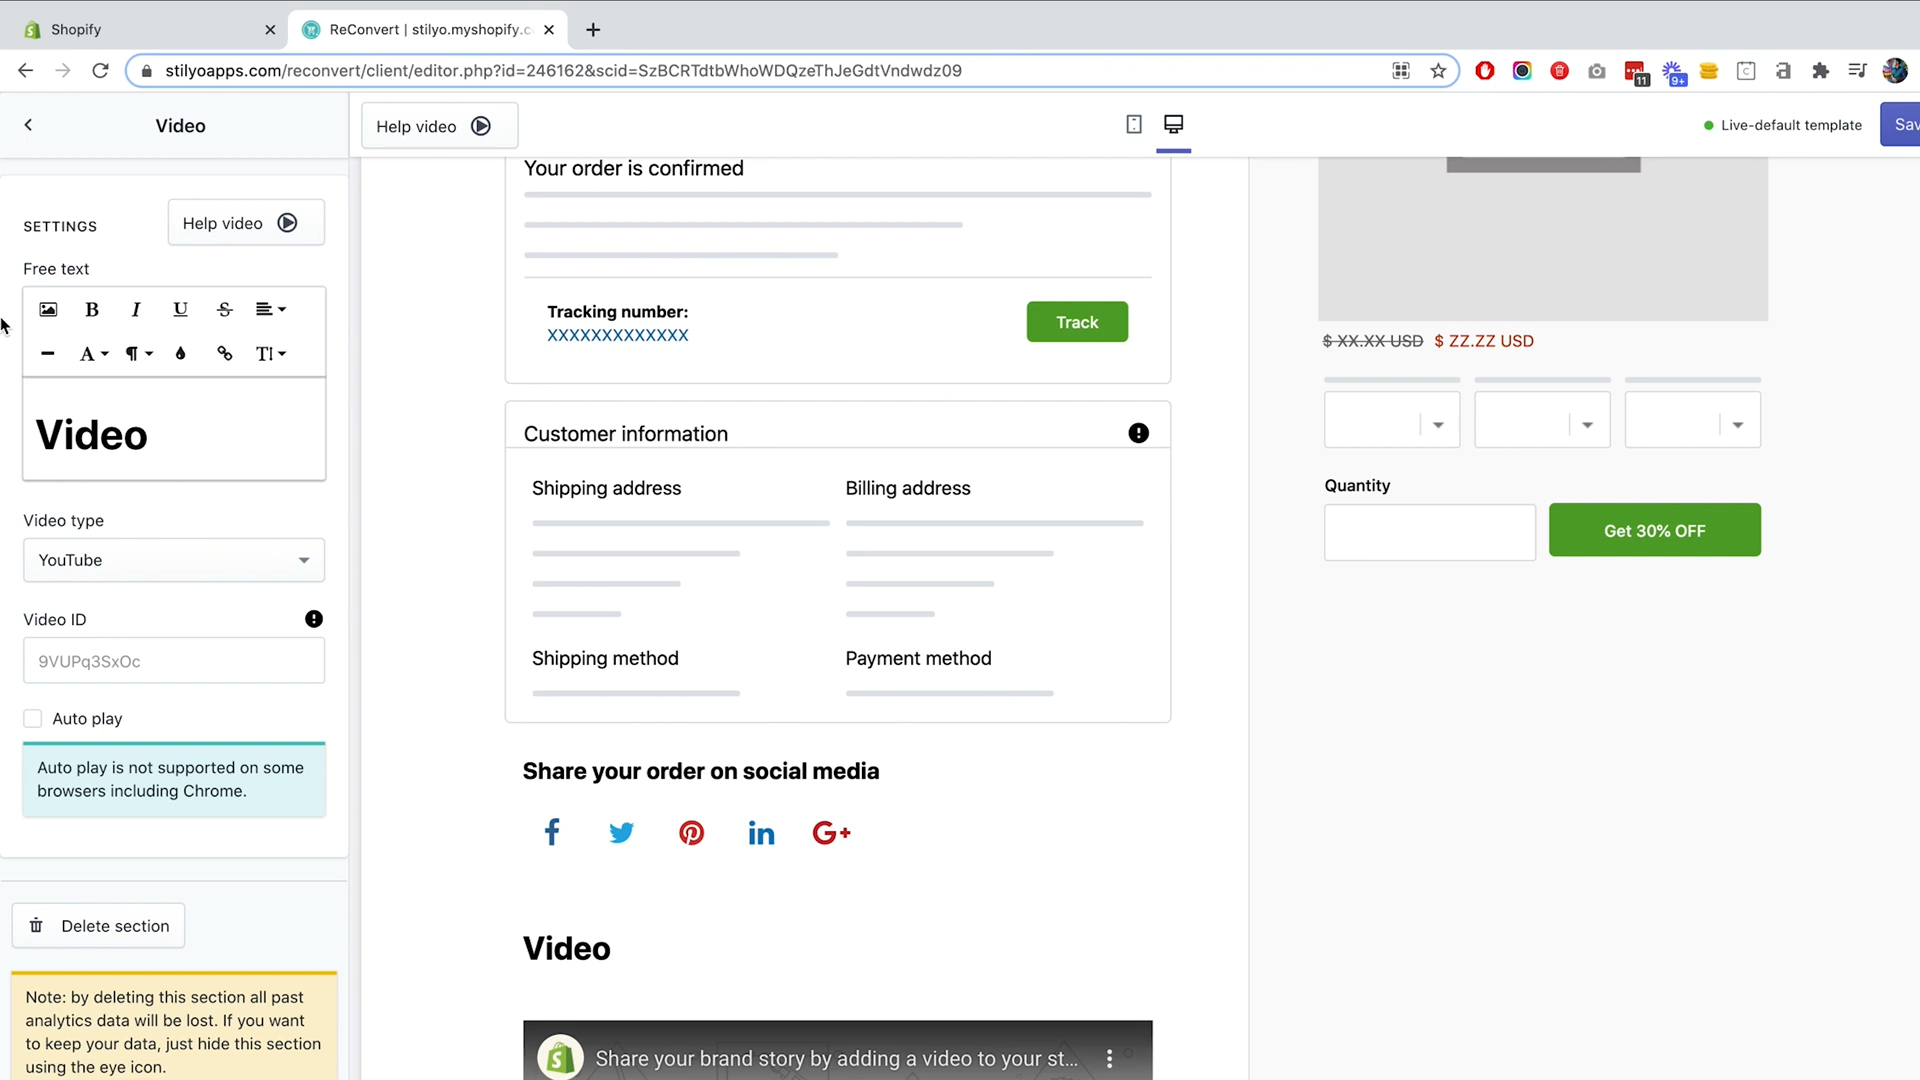 Shopify
ReConvert | stilyo.myshopify.c
stilyoapps.com/reconvert/client/editor.php?id=246162&scid=SzBCRTdtbWhoWDQzeThJeGdtVndwdz09
11
9+
Video
Help video
Live-default template
Sav
SETTINGS
Help video
Free text
B I U S
A ¶ T!
Video
Video type
YouTube
Video ID
9VUPq3SxOc
Auto play
Auto play is not supported on some
browsers including Chrome.
Delete section
Note: by deleting this section all past
analytics data will be lost. If you want
to keep your data, just hide this section
using the eye icon.
Your order is confirmed
Tracking number:
XXXXXXXXXXXXX
Track
Customer information
Shipping address
Billing address
Shipping method
Payment method
Share your order on social media
f
in
G+
Video
Share your brand story by adding a video to your st...
$ XX.XX USD $ ZZ.ZZ USD
Quantity
Get 30% OFF